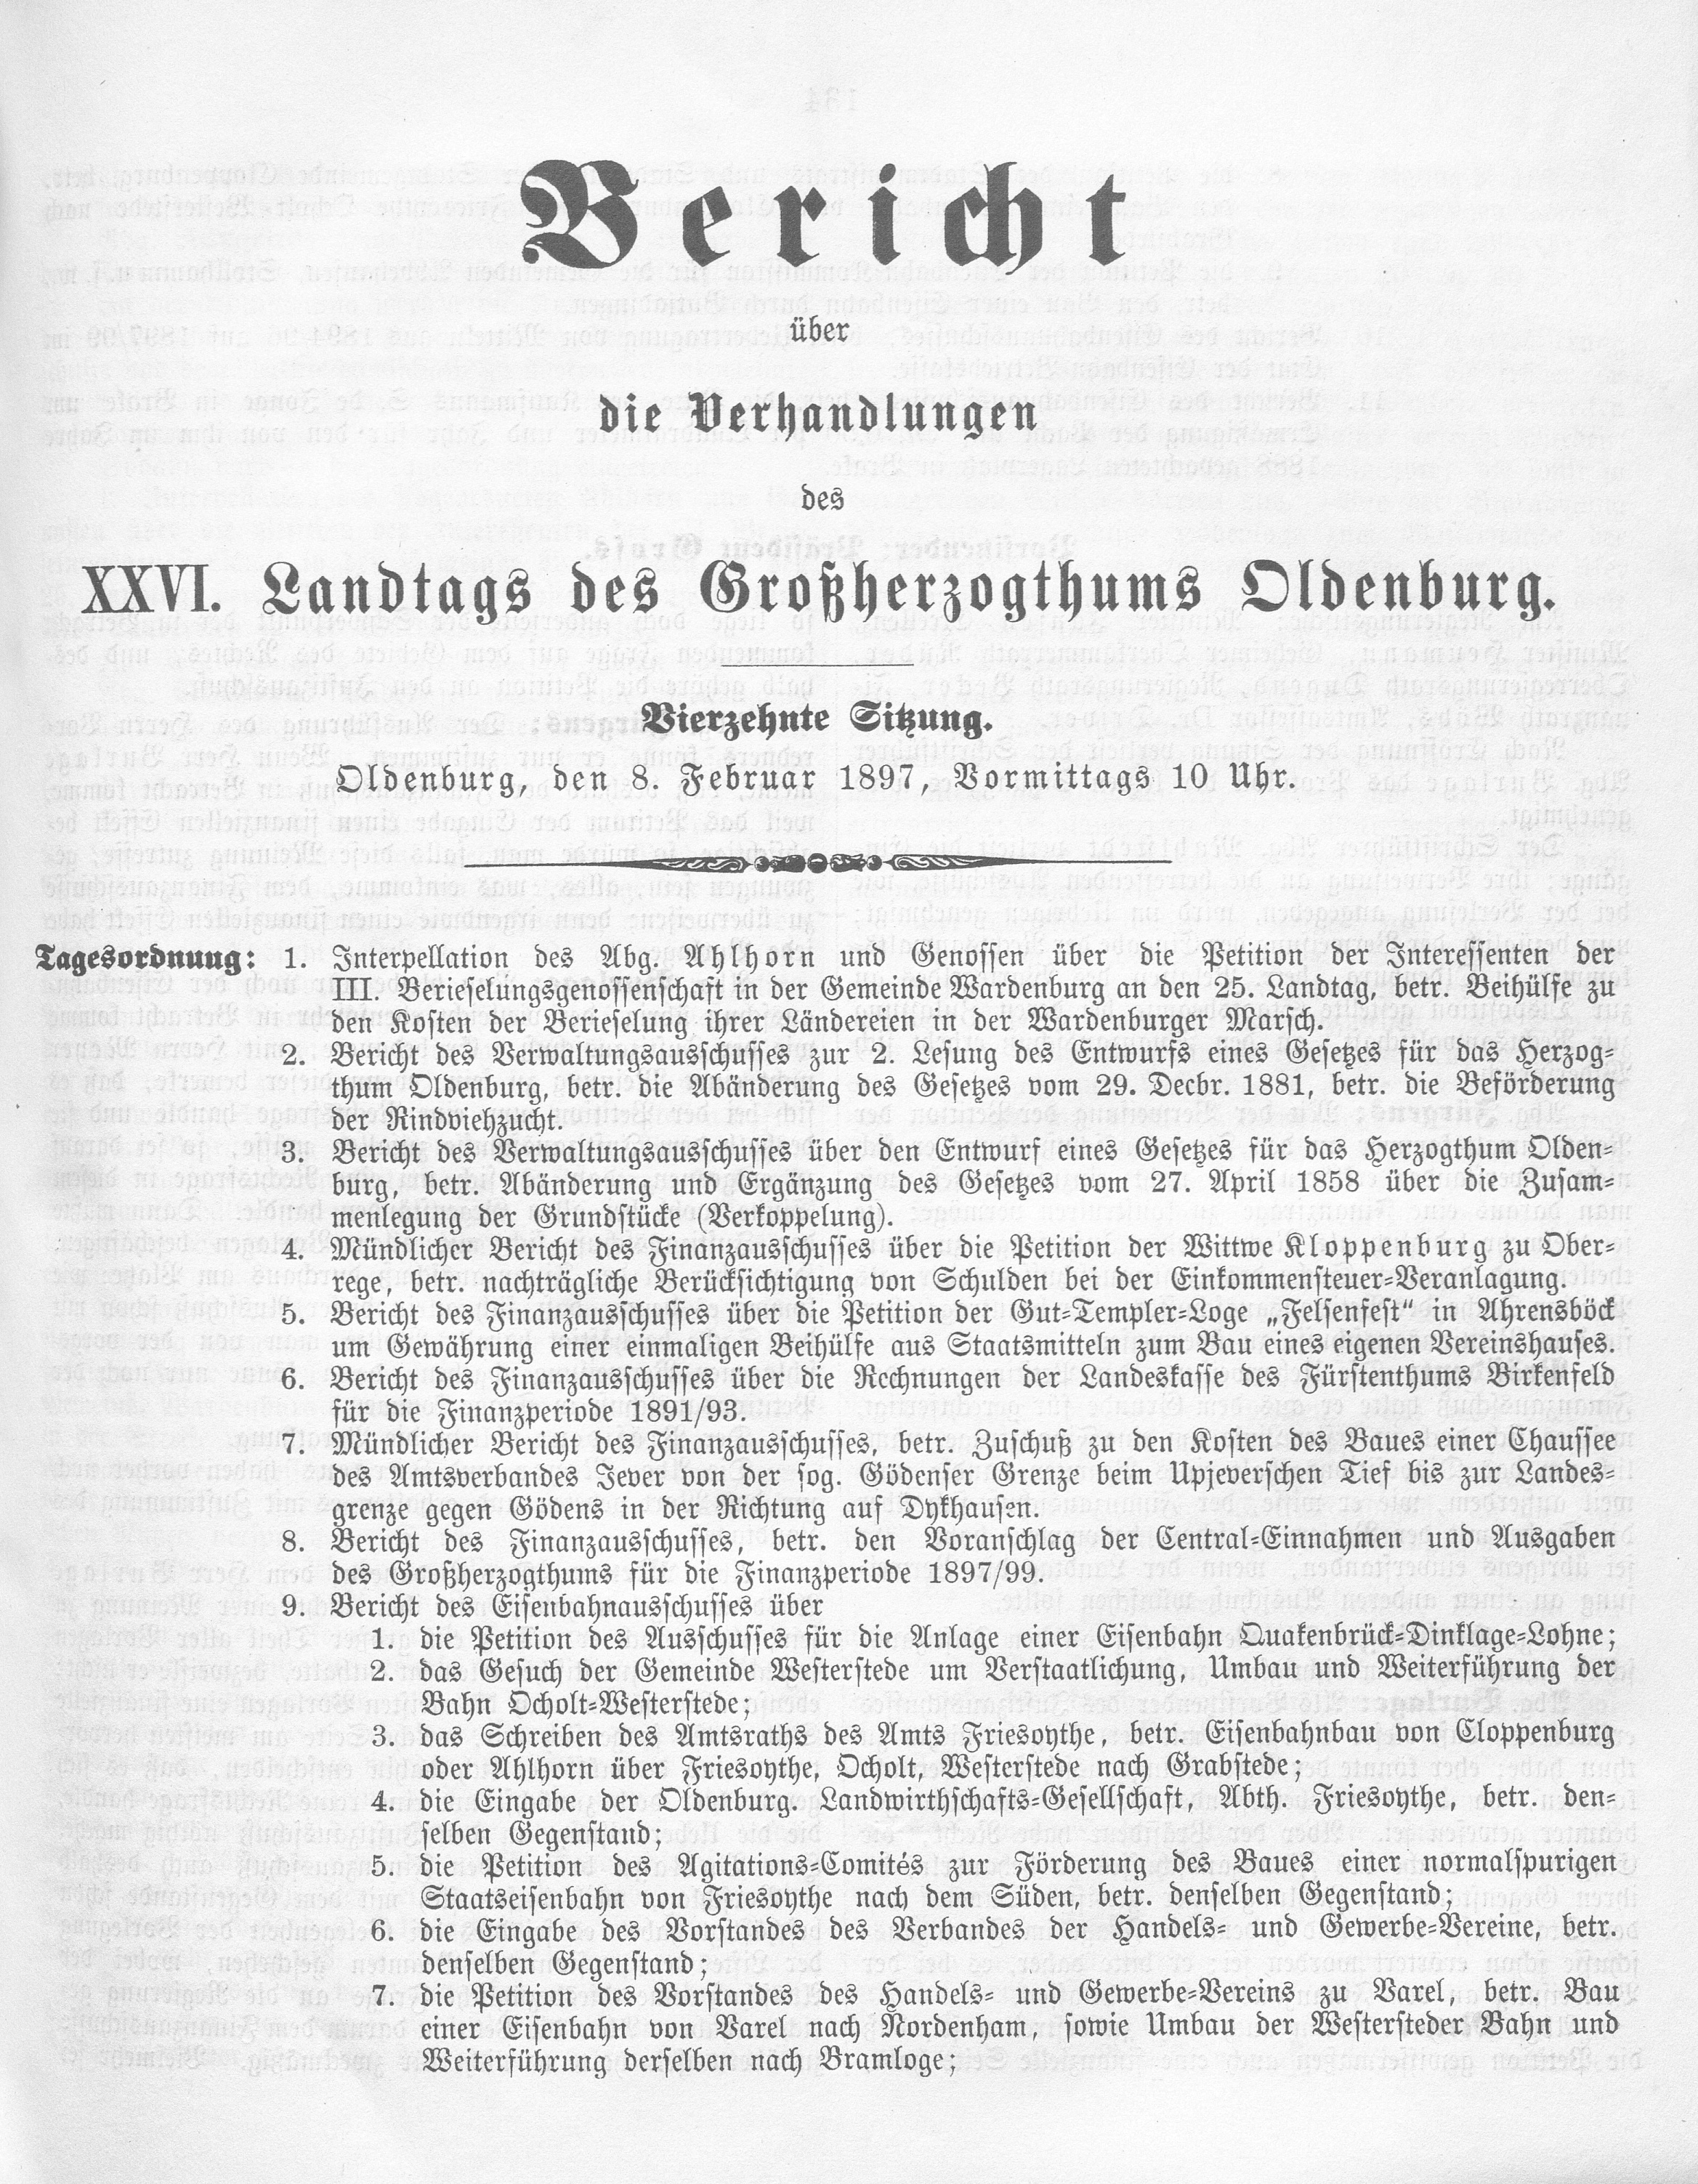 Bericht
über
die Verhandlungen
des
XXVI. Landtags des Großherzogthums Oldenburg.
Vierzehnte Sitzung.
Oldenburg, den 8. Februar 1897, Vormittags 10 Uhr.
Tagesordnung: 1. Interpellation des Abg. Ahlhorn und Genossen über die Petition der Interessenten der
III. Berieselungsgenossenschaft in der Gemeinde Wardenburg an den 25. Landtag, betr. Beihülfe zu
den Kosten der Berieselung ihrer Ländereien in der Wardenburger Marsch.
2. Bericht des Verwaltungsausschusses zur 2. Lesung des Entwurfs eines Gesetzes für das Herzog-
thum Oldenburg, betr. die Abänderung des Gesetzes vom 29. Decbr. 1881, betr. die Beförderung
der Rindviehzucht.
3. Bericht des Verwaltungsausschusses über den Entwurf eines Gesetzes für das Herzogthum Olden-
burg, betr. Abänderung und Ergänzung des Gesetzes vom 27. April 1858 über die Zusam-
menlegung der Grundstücke (Verkoppelung).
4. Mündlicher Bericht des Finanzausschusses über die Petition der Wittwe Kloppenburg zu Ober-
rege, betr. nachträgliche Berücksichtigung von Schulden bei der Einkommensteuer-Veranlagung.
5. Bericht des Finanzausschusses über die Petition der Gut-Templer-Loge „Felsenfest“ in Ahrensböck
um Gewährung einer einmaligen Beihülfe aus Staatsmitteln zum Bau eines eigenen Vereinshauses.
6. Bericht des Finanzausschusses über die Rechnungen der Landeskasse des Fürstenthums Birkenfeld
für die Finanzperiode 1891/93.
7. Mündlicher Bericht des Finanzausschusses, betr. Zuschuß zu den Kosten des Baues einer Chaussee
des Amtsverbandes Jever von der sog. Gödenser Grenze beim Upjeverschen Tief bis zur Landes-
grenze gegen Gödens in der Richtung auf Dykhausen.
8. Bericht des Finanzausschusses, betr. den Voranschlag der Central-Einnahmen und Ausgaben
des Großherzogthums für die Finanzperiode 1897/99.
9. Bericht des Eisenbahnausschusses über
1. die Petition des Ausschusses für die Anlage einer Eisenbahn Quakenbrück-Dinklage-Lohne;
2. das Gesuch der Gemeinde Westerstede um Verstaatlichung, Umbau und Weiterführung der
Bahn Ocholt-Westerstede;
3. das Schreiben des Amtsraths des Amts Friesoythe, betr. Eisenbahnbau von Cloppenburg
oder Ahlhorn über Friesoythe, Ocholt, Westerstede nach Grabstede;
4. die Eingabe der Oldenburg. Landwirthschafts-Gesellschaft, Abth. Friesoythe, betr. den-
selben Gegenstand;
5. die Petition des Agitations-Comités zur Förderung des Baues einer normalspurigen
Staatseisenbahn von Friesoythe nach dem Süden, betr. denselben Gegenstand;
6. die Eingabe des Vorstandes des Verbandes der Handels- und Gewerbe-Vereine, betr.
denselben Gegenstand;
7. die Petition des Vorstandes des Handels- und Gewerbe-Vereins zu Varel, betr. Bau
einer Eisenbahn von Varel nach Nordenham, sowie Umbau der Westersteder Bahn und
Weiterführung derselben nach Bramloge;